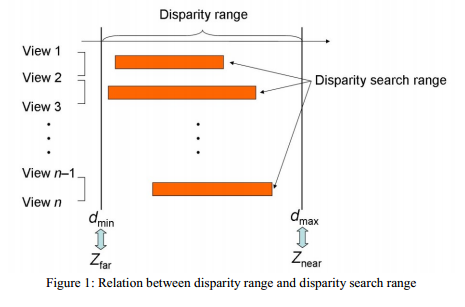 Disparity range
View 1
View 2
View 3
Disparity search range
View n–1
View n
dmin
dmax
Zfar
Znear
Figure 1: Relation between disparity range and disparity search range